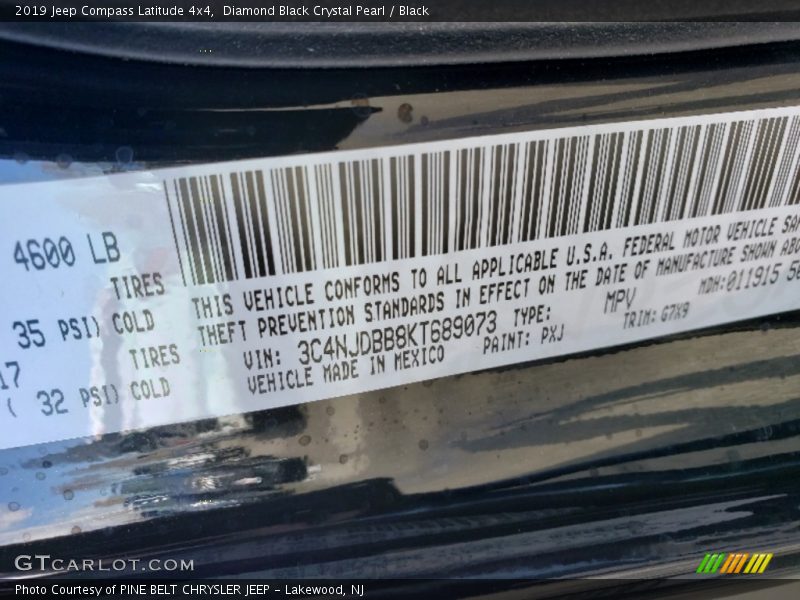 2019 Jeep Compass Latitude 4x4,  Diamond Black Crystal Pearl / Black
4600 LB
TIRES
35 PSI) COLD
17 TIRES
( 32 PSI) COLD
THIS VEHICLE CONFORMS TO ALL APPLICABLE U.S.A. FEDERAL MOTOR VEHICLE
THEFT PREVENTION STANDARDS IN EFFECT ON THE DATE OF MANUFACTURE SHOWN
VIN: 3C4NJDBB8KT689073 TYPE: MPV MDH:011915
VEHICLE MADE IN MEXICO PAINT: PXJ TRIM: G7X9
GTCARLOT.COM
Photo Courtesy of PINE BELT CHRYSLER JEEP - Lakewood, NJ